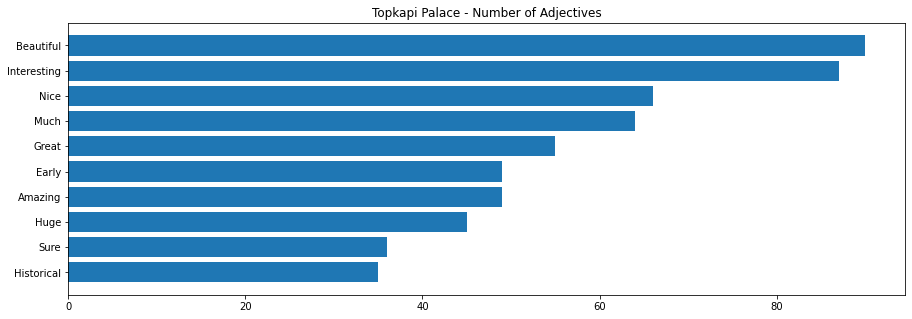 Topkapi Palace - Number of Adjectives
Beautiful
Interesting
Nice
Much
Great
Early
Amazing
Huge
Sure
Historical
0 20 40 60 80